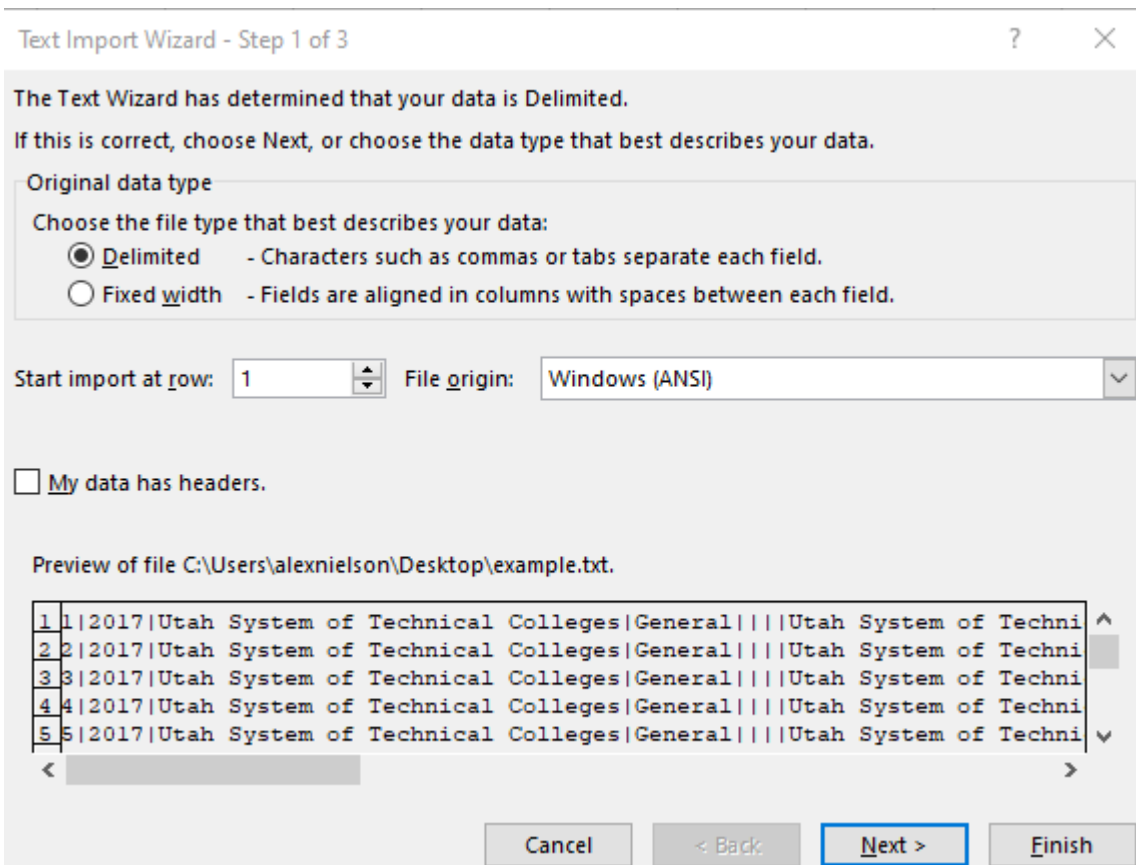 Text Import Wizard - Step 1 of 3 ?
The Text Wizard has determined that your data is Delimited.
If this is correct, choose Next, or choose the data type that best describes your data.
Original data type
Choose the file type that best describes your data:
Delimited - Characters such as commas or tabs separate each field.
Fixed width - Fields are aligned in columns with spaces between each field.
Start import at row: 1 File origin: Windows (ANSI)
My data has headers.
Preview of file C:\Users\alexnielson\Desktop\example.txt.
1 1|2017|Utah System of Technical Colleges|General||||Utah System of Techni
2 2|2017|Utah System of Technical Colleges|General||||Utah System of Techni
3 3|2017|Utah System of Technical Colleges|General||||Utah System of Techni
4 4|2017|Utah System of Technical Colleges|General||||Utah System of Techni
5 5|2017|Utah System of Technical Colleges|General||||Utah System of Techni
Cancel < Back Next > Finish